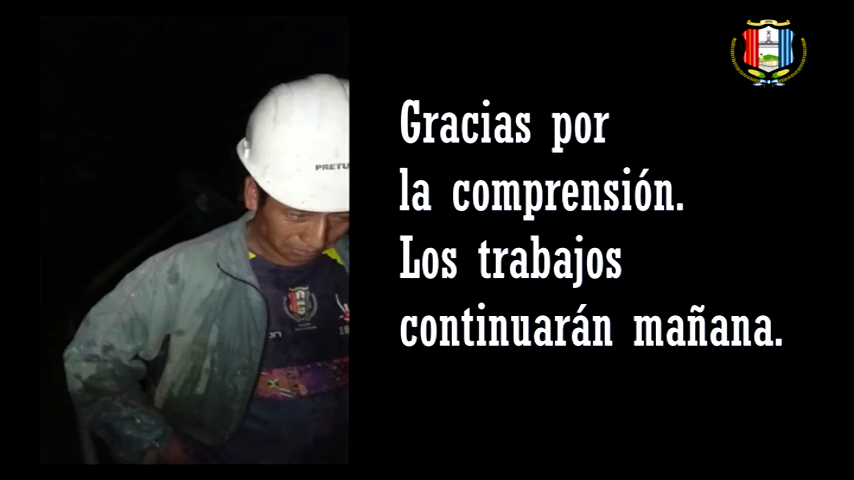 Gracias por
la comprensión.
Los trabajos
continuarán mañana.
PRETU